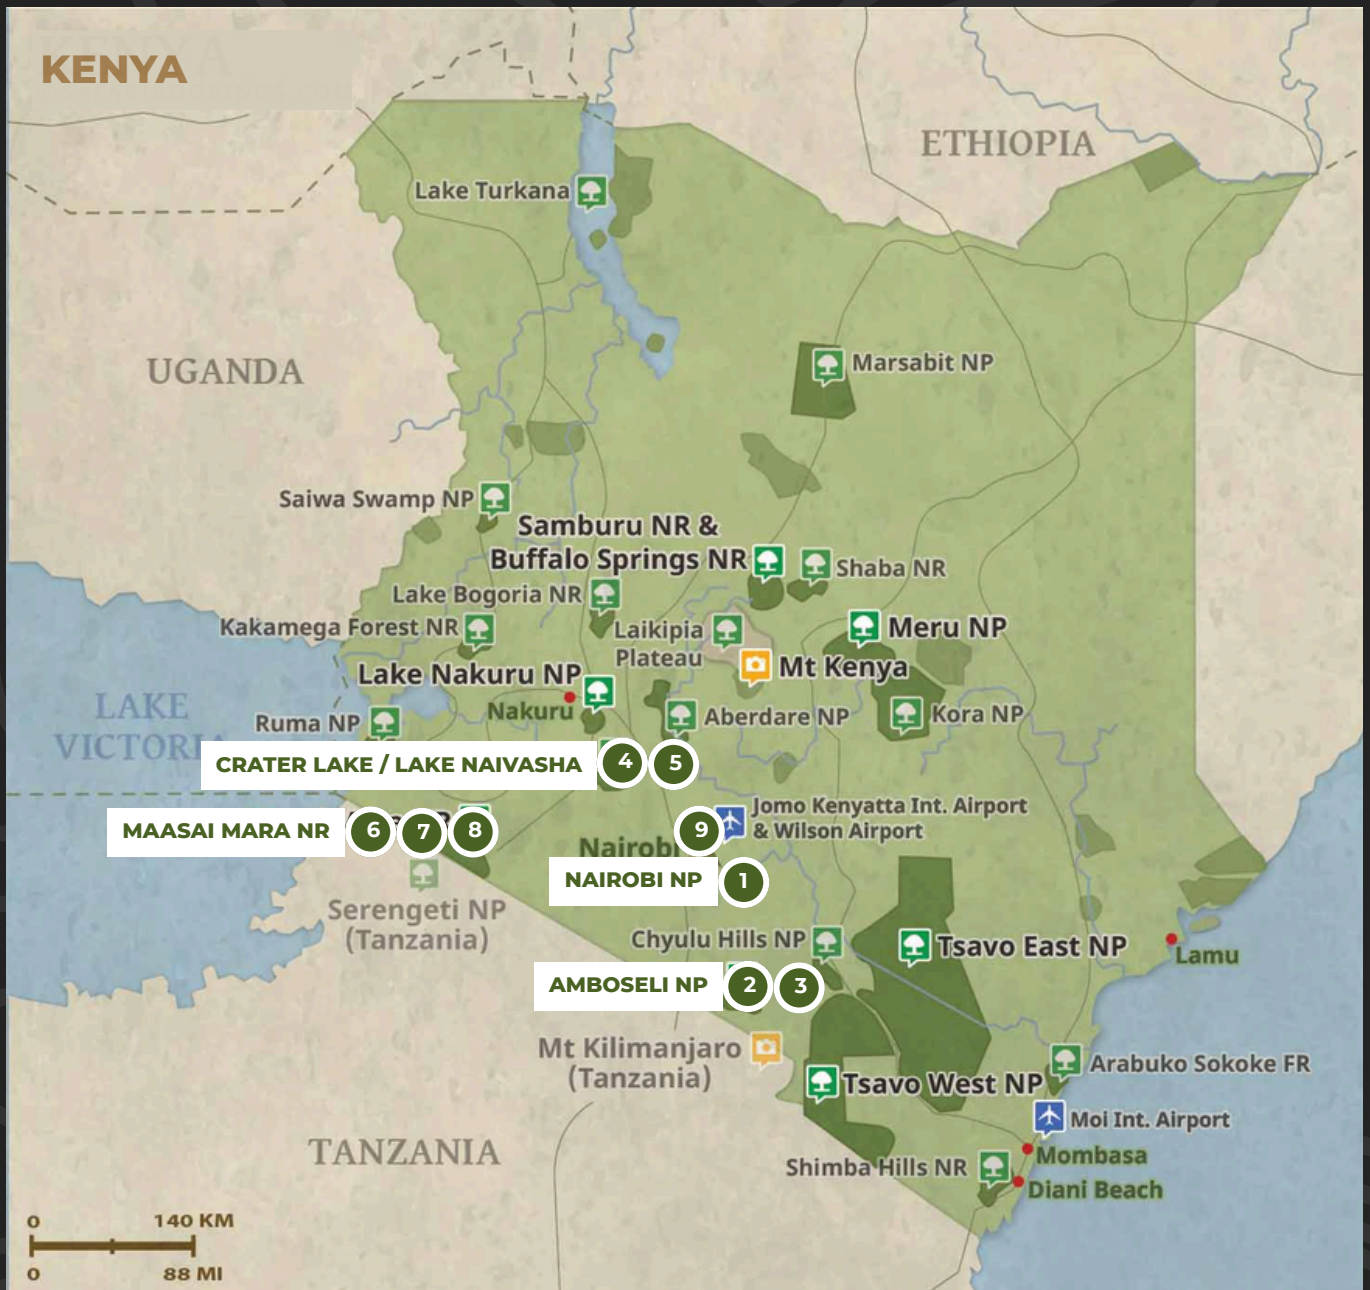 KENYA
ETHIOPIA
Lake Turkana
UGANDA
Marsabit NP
Saiwa Swamp NP
Samburu NR &
Buffalo Springs NR
Shaba NR
Lake Bogoria NR
Kakamega Forest NR
Laikipia
Plateau
Meru NP
Mt Kenya
Lake Nakuru NP
Nakuru
Aberdare NP
Kora NP
LAKE
VICTORIA
Ruma NP
CRATER LAKE / LAKE NAIVASHA 4 5
MAASAI MARA NR 6 7 8
9
Jomo Kenyatta Int. Airport
& Wilson Airport
Nairobi
NAIROBI NP 1
Serengeti NP
(Tanzania)
Chyulu Hills NP
Tsavo East NP
Lamu
AMBOSELI NP 2 3
Mt Kilimanjaro
(Tanzania)
Tsavo West NP
Arabuko Sokoke FR
Moi Int. Airport
TANZANIA
Shimba Hills NR
Mombasa
Diani Beach
0 140 KM
0 88 MI